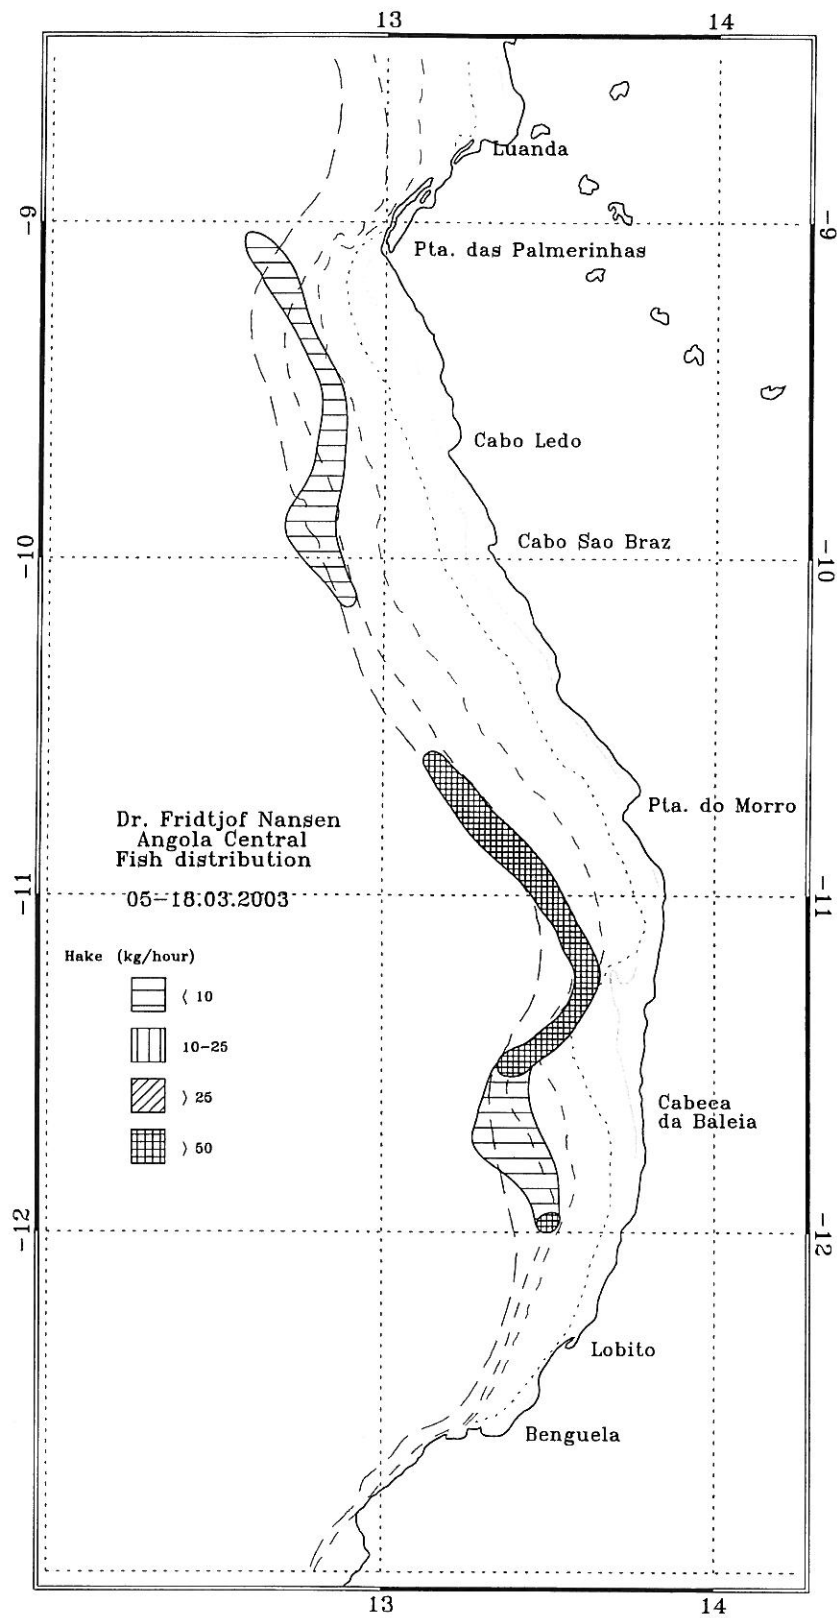 13 14
Luanda
-9 -9
Pta. das Palmerinhas
Cabo Ledo
Cabo Sao Braz
-10 -10
Pta. do Morro
Dr. Fridtjof Nansen
Angola Central
Fish distribution
-11 -11
05-18.03.2003
Hake (kg/hour)
< 10
10-25
> 25
> 50
Cabeca
da Baleia
-12 -12
Lobito
Benguela
13 14